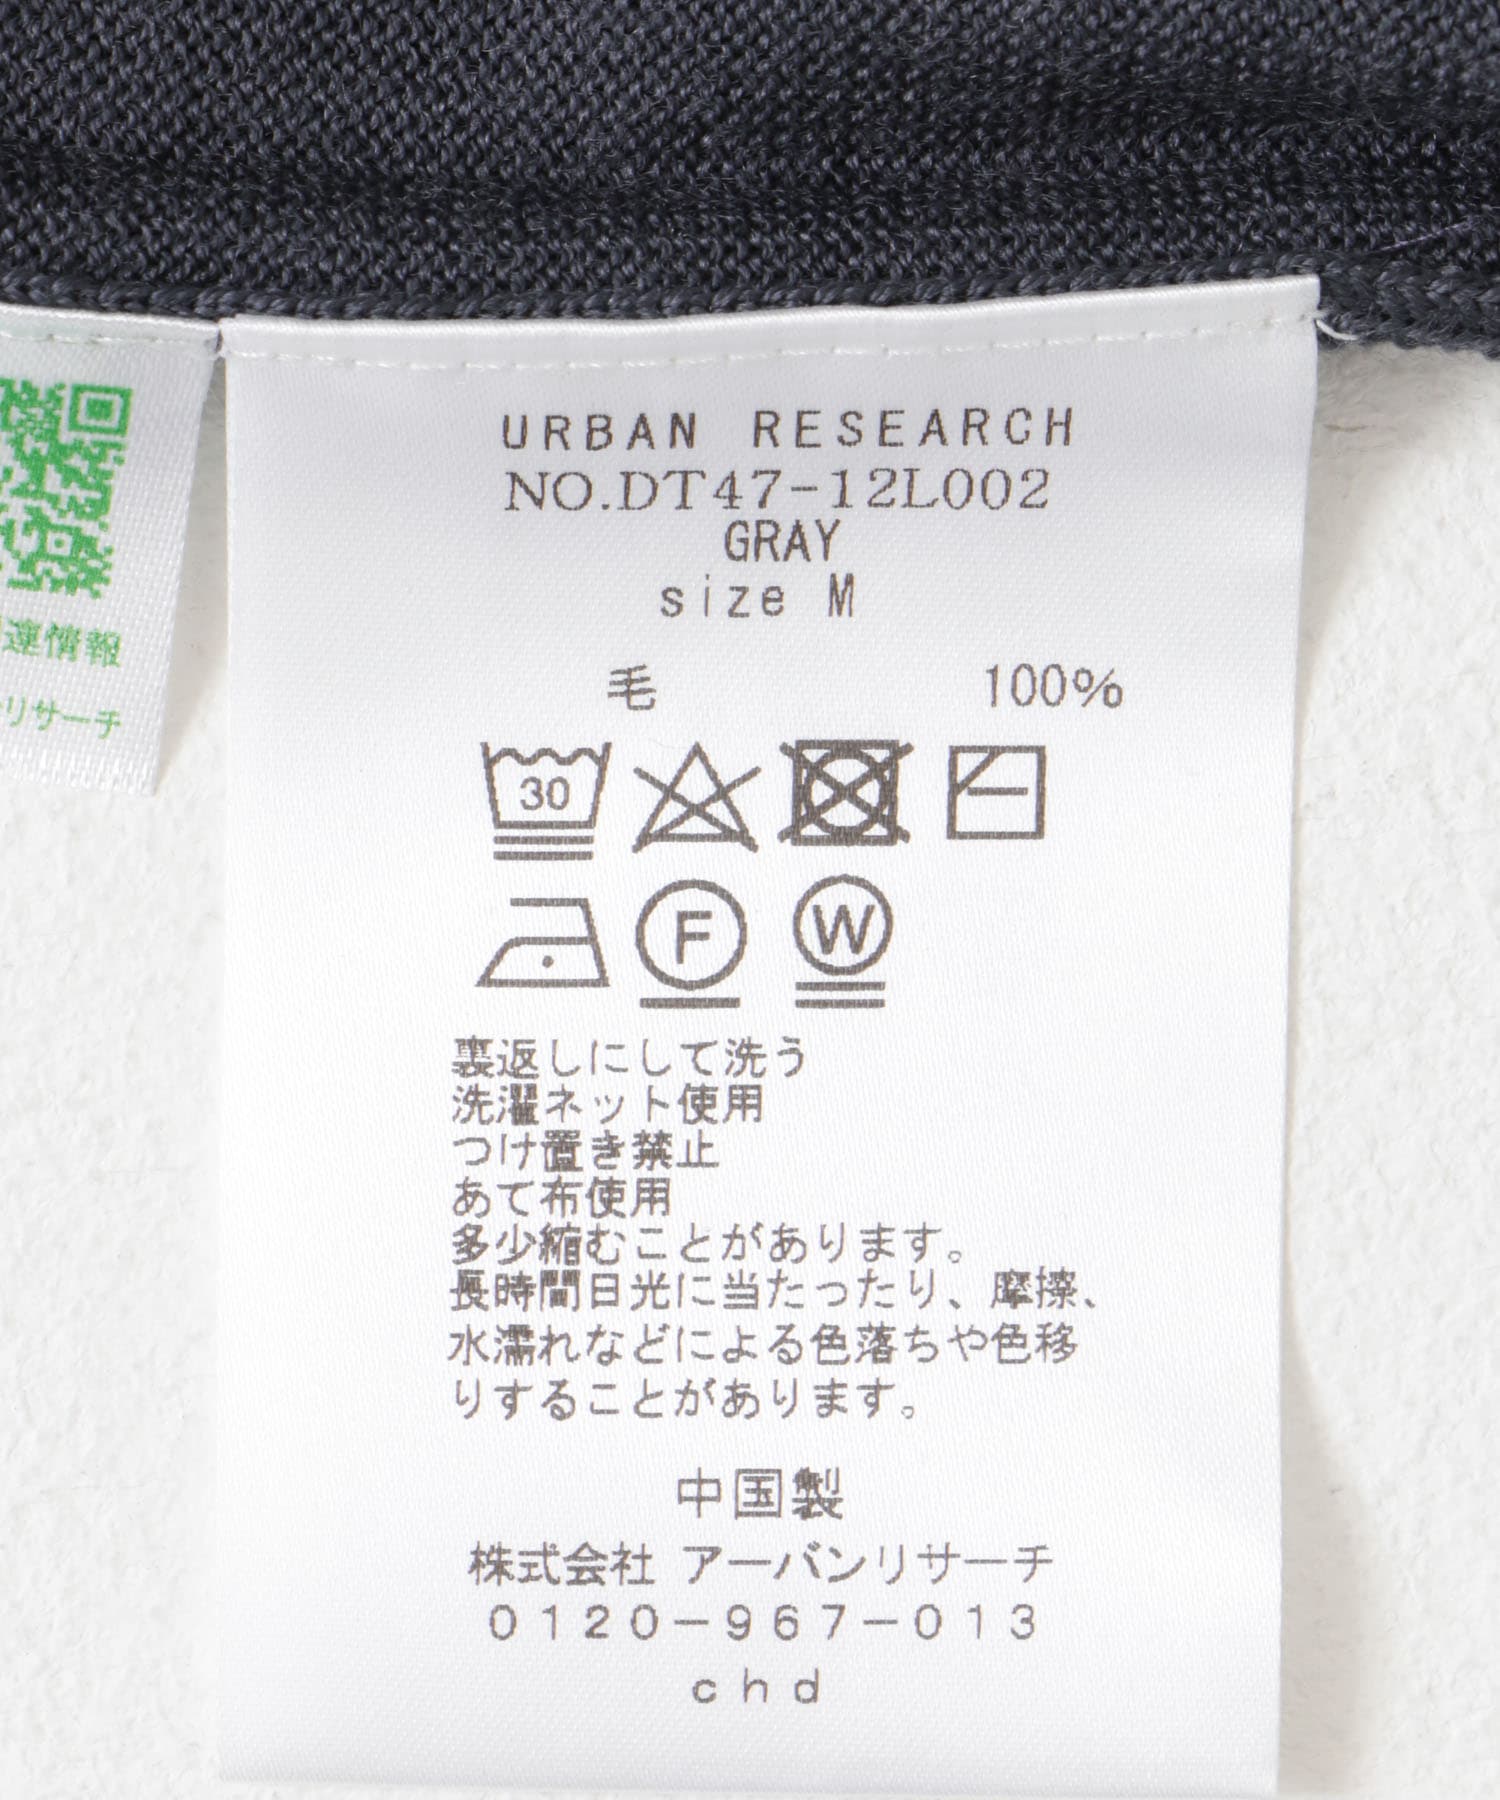 URBAN RESEARCH
NO.DT47-12L002
GRAY
size M
毛 100%
30
F
W
裏返しにして洗う
洗濯ネット使用
つけ置き禁止
あて布使用
多少縮むことがあります。
長時間日光に当たったり、摩擦、
水濡れなどによる色落ちや色移
りすることがあります。
中国製
株式会社 アーバンリサーチ
0120-967-013
chd
連情報
リサーチ